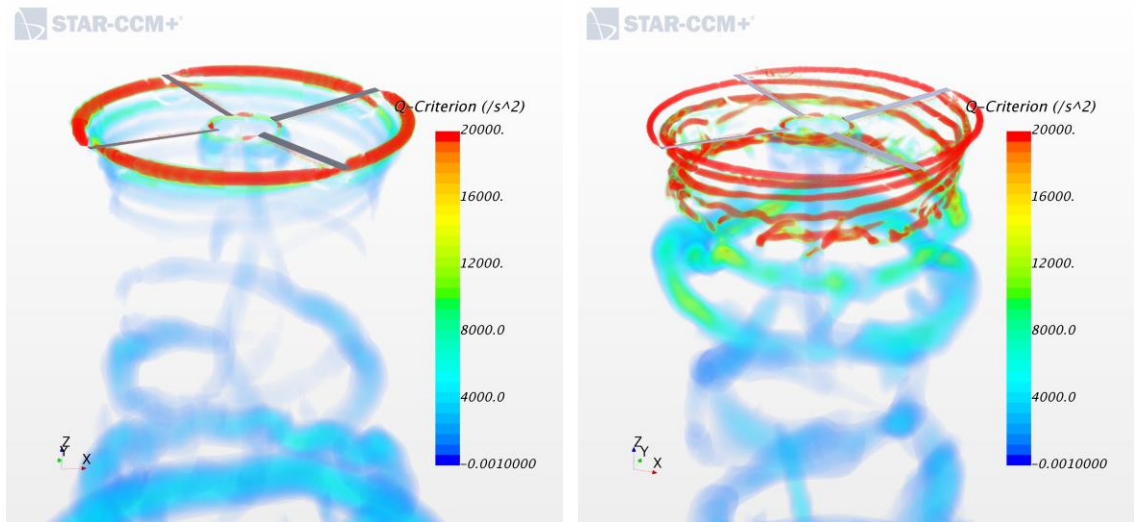 STAR-CCM+
Q-Criterion (/s^2)
20000.
16000.
12000.
8000.0
4000.0
-0.0010000
Z
Y
X
STAR-CCM+
Q-Criterion (/s^2)
20000.
16000.
12000.
8000.0
4000.0
-0.0010000
Z
Y
X